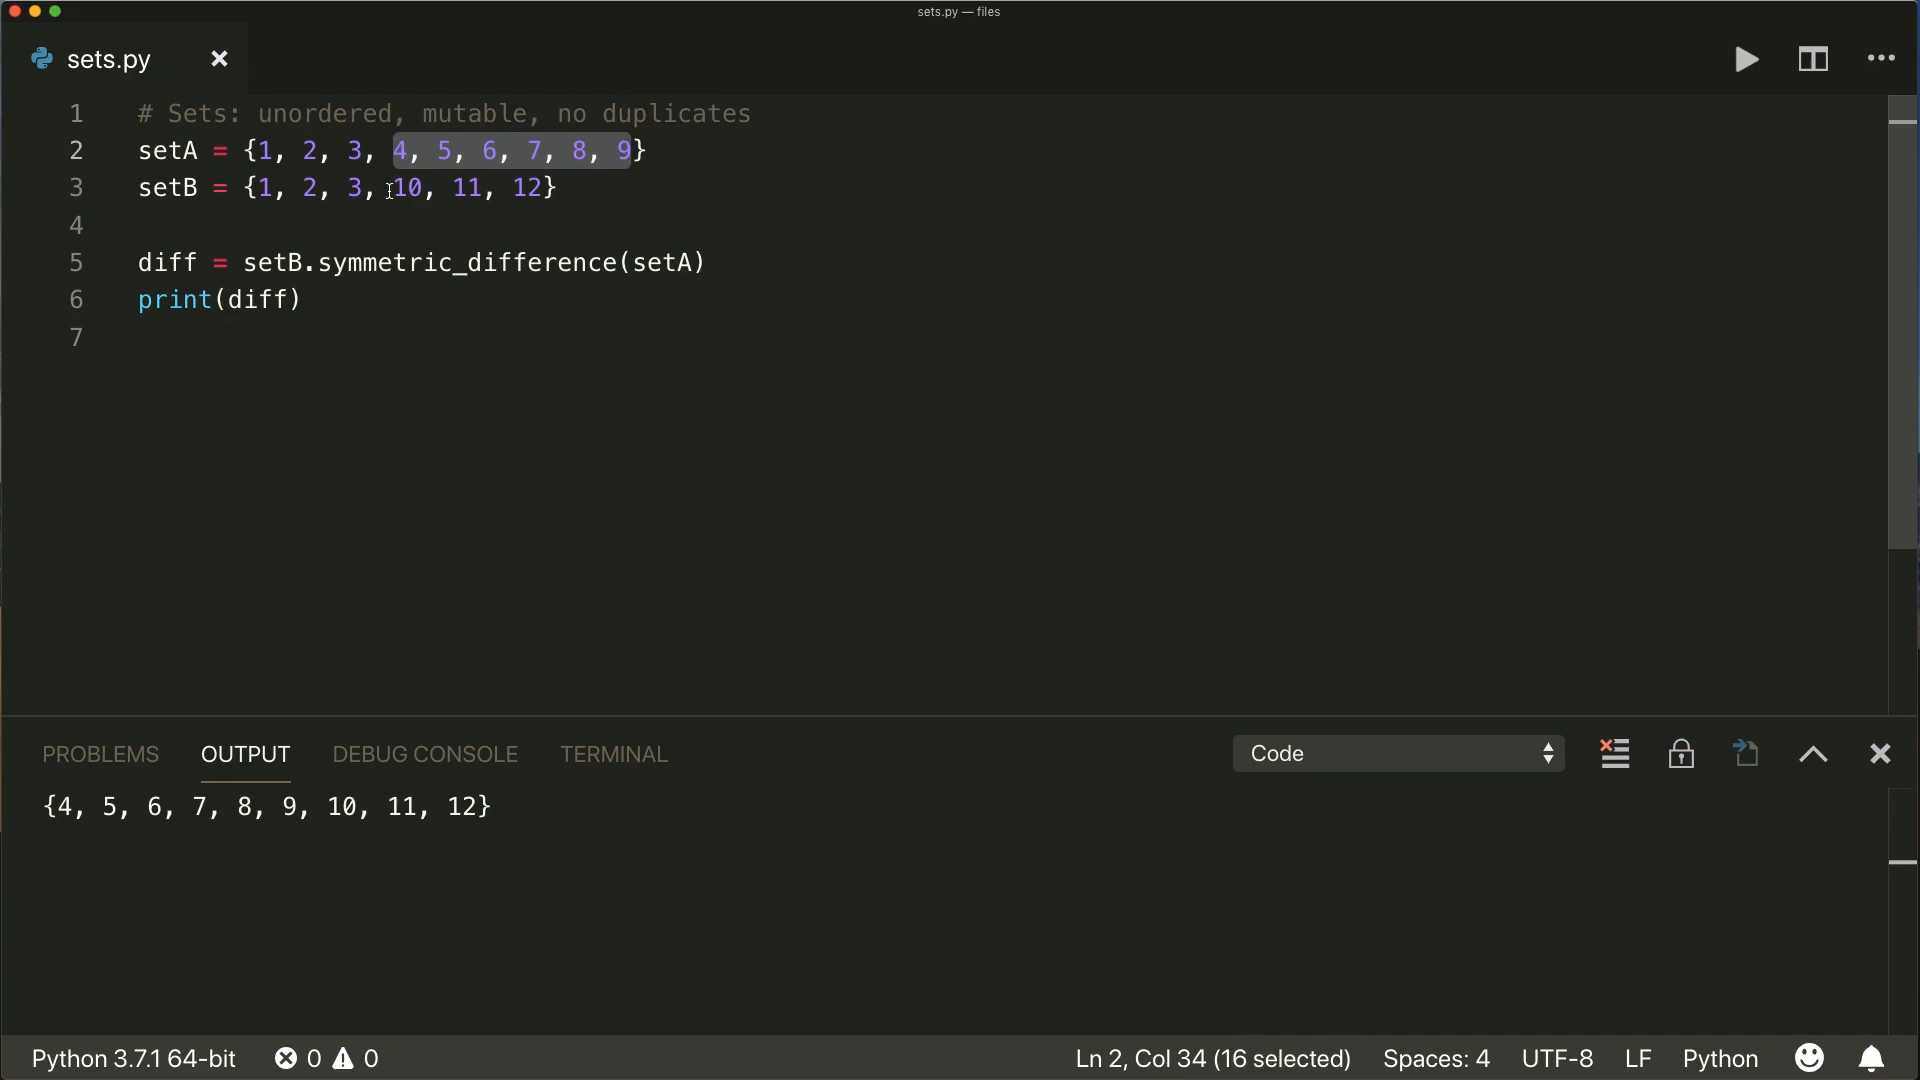 sets.py — files
sets.py
1 # Sets: unordered, mutable, no duplicates
2 setA = {1, 2, 3, 4, 5, 6, 7, 8, 9}
3 setB = {1, 2, 3, 10, 11, 12}
4
5 diff = setB.symmetric_difference(setA)
6 print(diff)
7
PROBLEMS OUTPUT DEBUG CONSOLE TERMINAL Code
{4, 5, 6, 7, 8, 9, 10, 11, 12}
Python 3.7.1 64-bit 0 0 Ln 2, Col 34 (16 selected) Spaces: 4 UTF-8 LF Python